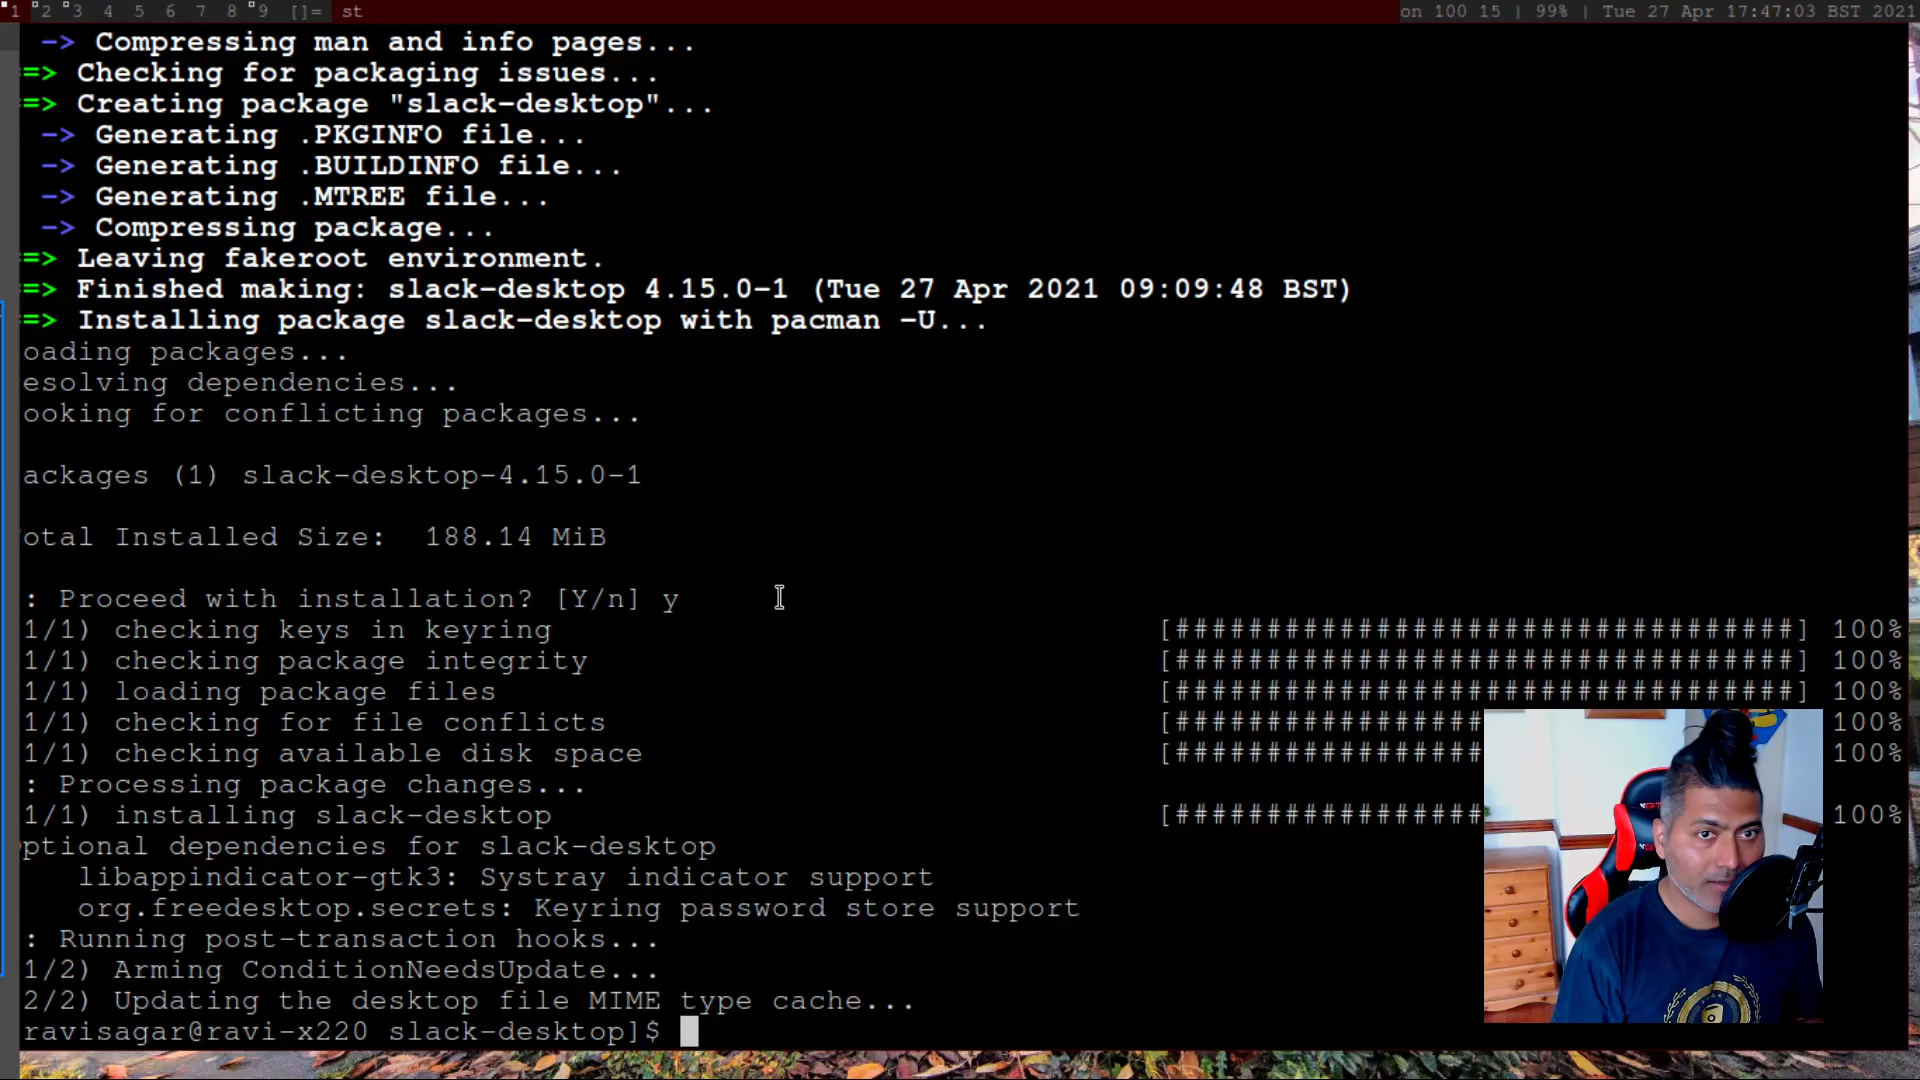 1 2 3 4 5 6 7 8 9 []= st on 100 15 | 99% | Tue 27 Apr 17:47:03 BST 2021
-> Compressing man and info pages...
=> Checking for packaging issues...
=> Creating package "slack-desktop"...
-> Generating .PKGINFO file...
-> Generating .BUILDINFO file...
-> Generating .MTREE file...
-> Compressing package...
=> Leaving fakeroot environment.
=> Finished making: slack-desktop 4.15.0-1 (Tue 27 Apr 2021 09:09:48 BST)
=> Installing package slack-desktop with pacman -U...
oading packages...
esolving dependencies...
ooking for conflicting packages...
ackages (1) slack-desktop-4.15.0-1
otal Installed Size:  188.14 MiB
: Proceed with installation? [Y/n] y
1/1) checking keys in keyring [##################################] 100%
1/1) checking package integrity [##################################] 100%
1/1) loading package files [##################################] 100%
1/1) checking for file conflicts [################# 100%
1/1) checking available disk space [################# 100%
: Processing package changes...
1/1) installing slack-desktop [################# 100%
ptional dependencies for slack-desktop
libappindicator-gtk3: Systray indicator support
org.freedesktop.secrets: Keyring password store support
: Running post-transaction hooks...
1/2) Arming ConditionNeedsUpdate...
2/2) Updating the desktop file MIME type cache...
ravisagar@ravi-x220 slack-desktop]$